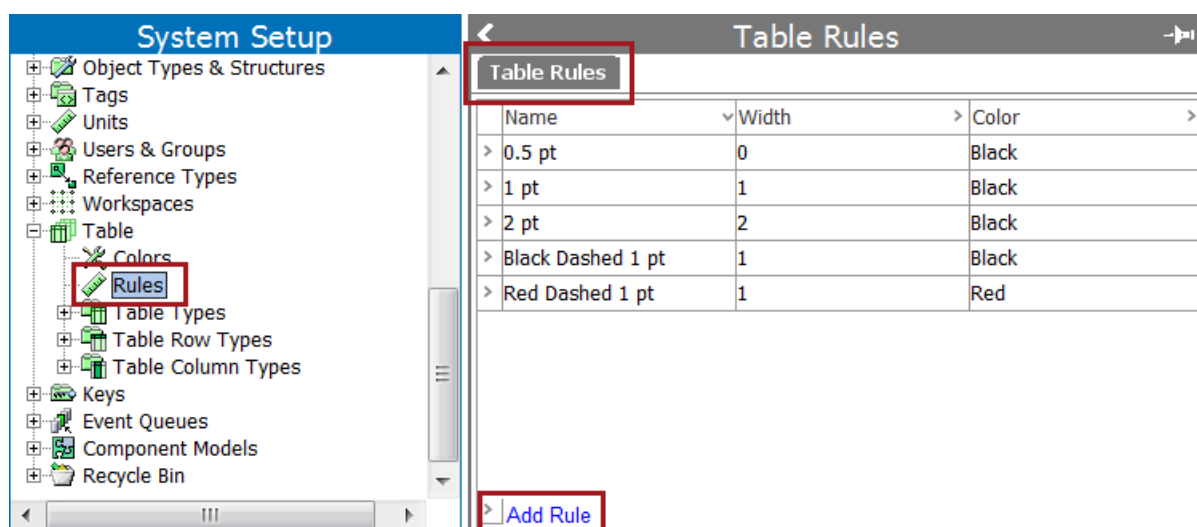 System Setup
Object Types & Structures
Tags
Units
Users & Groups
Reference Types
Workspaces
Table
Colors
Rules
Table Types
Table Row Types
Table Column Types
Keys
Event Queues
Component Models
Recycle Bin
Table Rules
Table Rules
Name Width Color
0.5 pt 0 Black
1 pt 1 Black
2 pt 2 Black
Black Dashed 1 pt 1 Black
Red Dashed 1 pt 1 Red
Add Rule